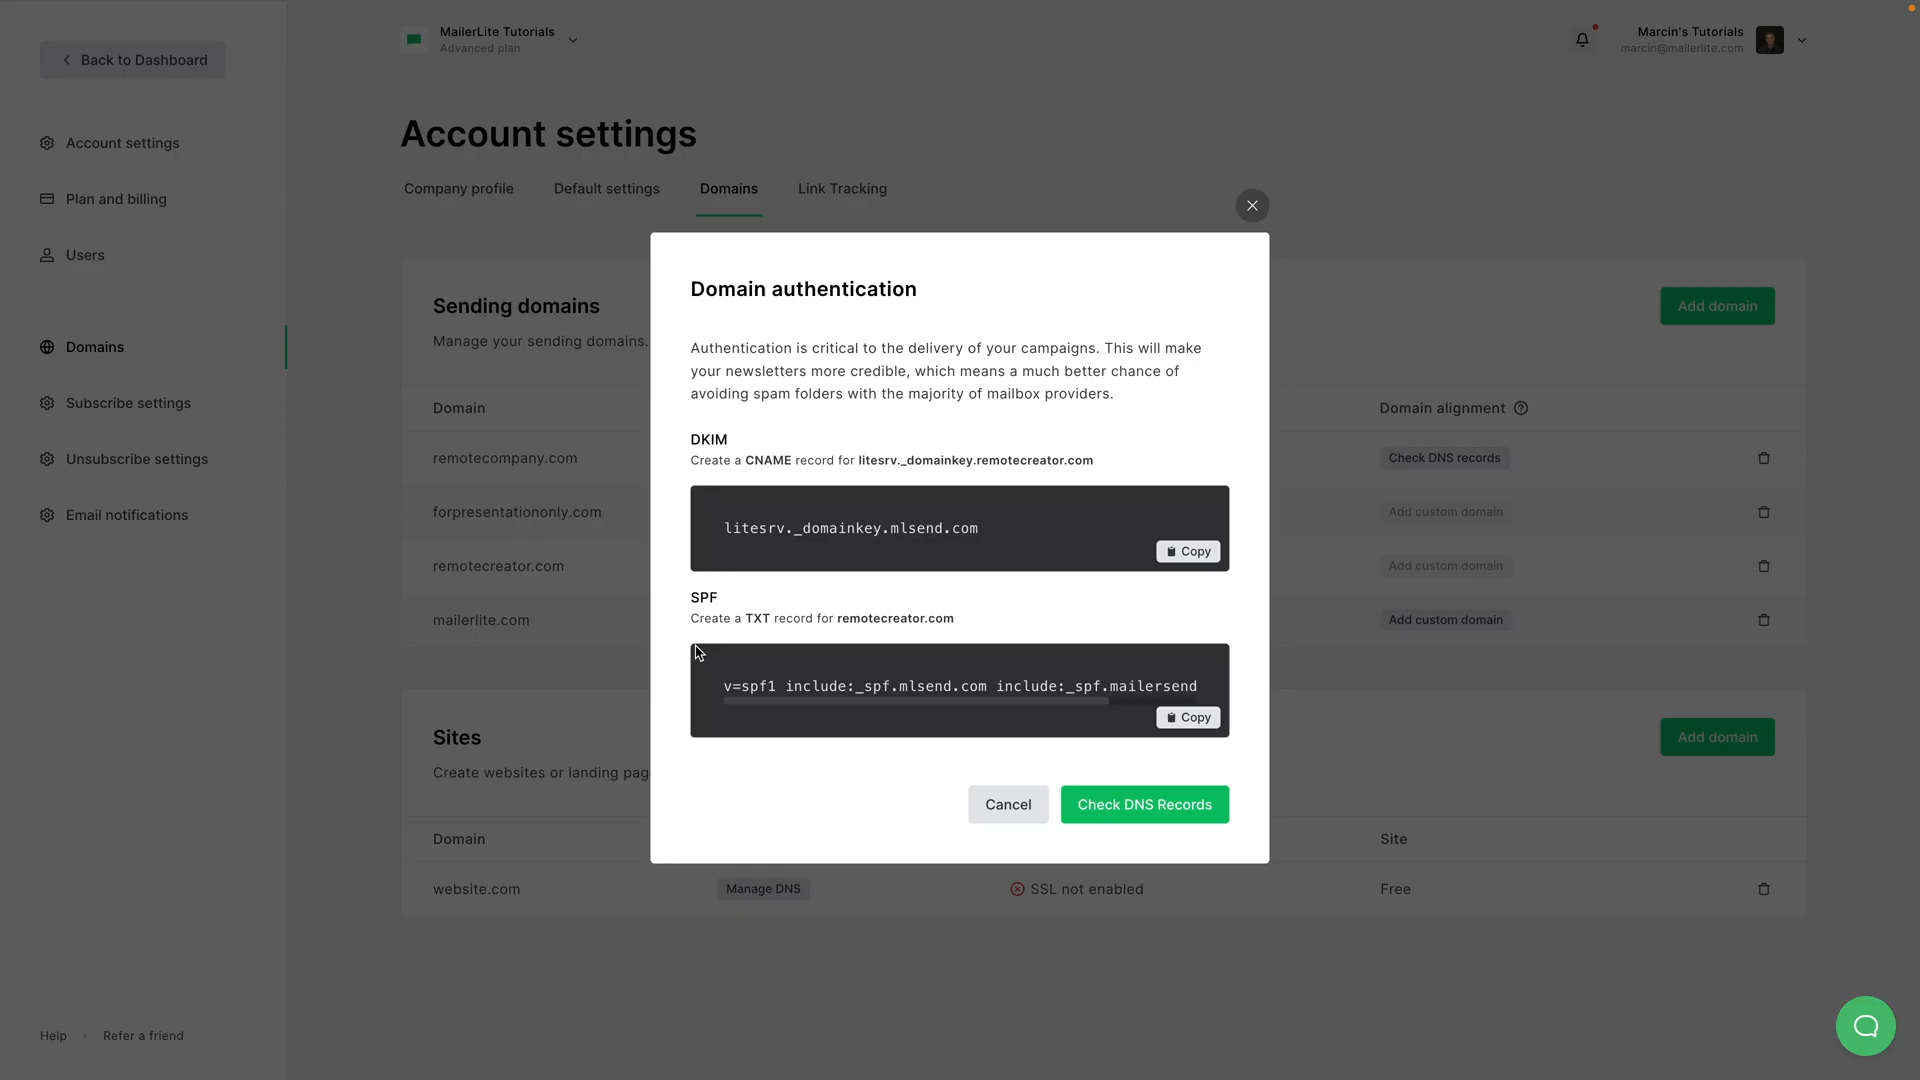 Back to Dashboard
MailerLite Tutorials
Advanced plan
Marcin's Tutorials
marcin@mailerlite.com
Account settings
Plan and billing
Users
Domains
Subscribe settings
Unsubscribe settings
Email notifications
Help
Refer a friend
Account settings
Company profile
Default settings
Domains
Link Tracking
Sending domains
Add domain
Manage your sending domains.
Domain
Domain alignment
remotecompany.com
Check DNS records
forpresentationonly.com
Add custom domain
remotecreator.com
Add custom domain
mailerlite.com
Add custom domain
Sites
Add domain
Create websites or landing pag
Domain
Site
website.com
Manage DNS
SSL not enabled
Free
Domain authentication
Authentication is critical to the delivery of your campaigns. This will make
your newsletters more credible, which means a much better chance of
avoiding spam folders with the majority of mailbox providers.
DKIM
Create a CNAME record for litesrv._domainkey.remotecreator.com
litesrv._domainkey.mlsend.com
Copy
SPF
Create a TXT record for remotecreator.com
v=spf1 include:_spf.mlsend.com include:_spf.mailersend
Copy
Cancel
Check DNS Records